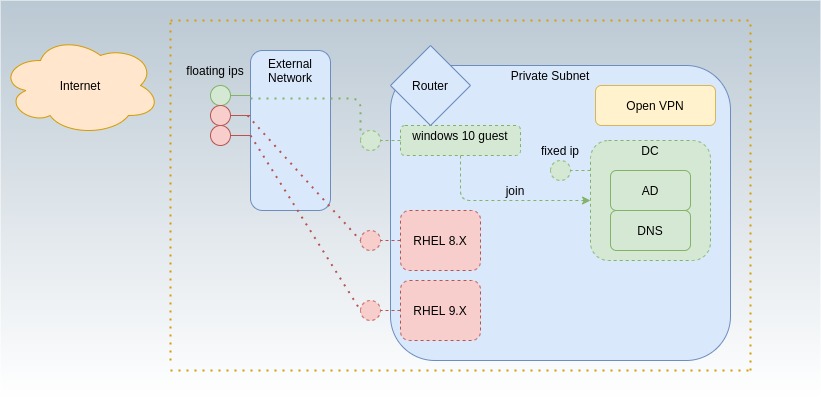 Internet
floating ips
External
Network
Router
Private Subnet
Open VPN
windows 10 guest
fixed ip
DC
AD
join
DNS
RHEL 8.X
RHEL 9.X